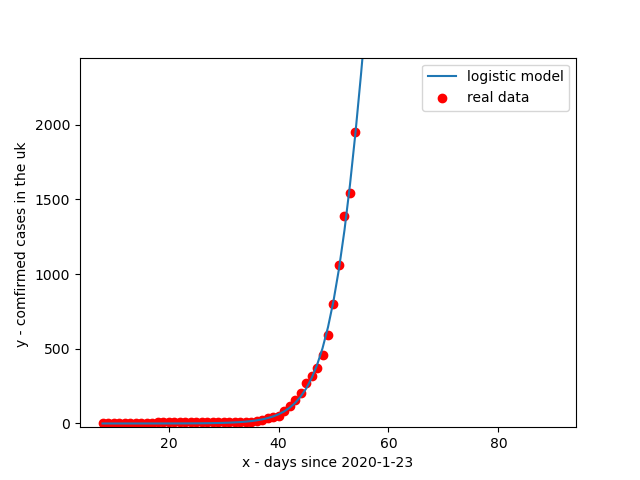 logistic model
real data
2000
1500
1000
500
0
20 40 60 80
x - days since 2020-1-23
y - comfirmed cases in the uk